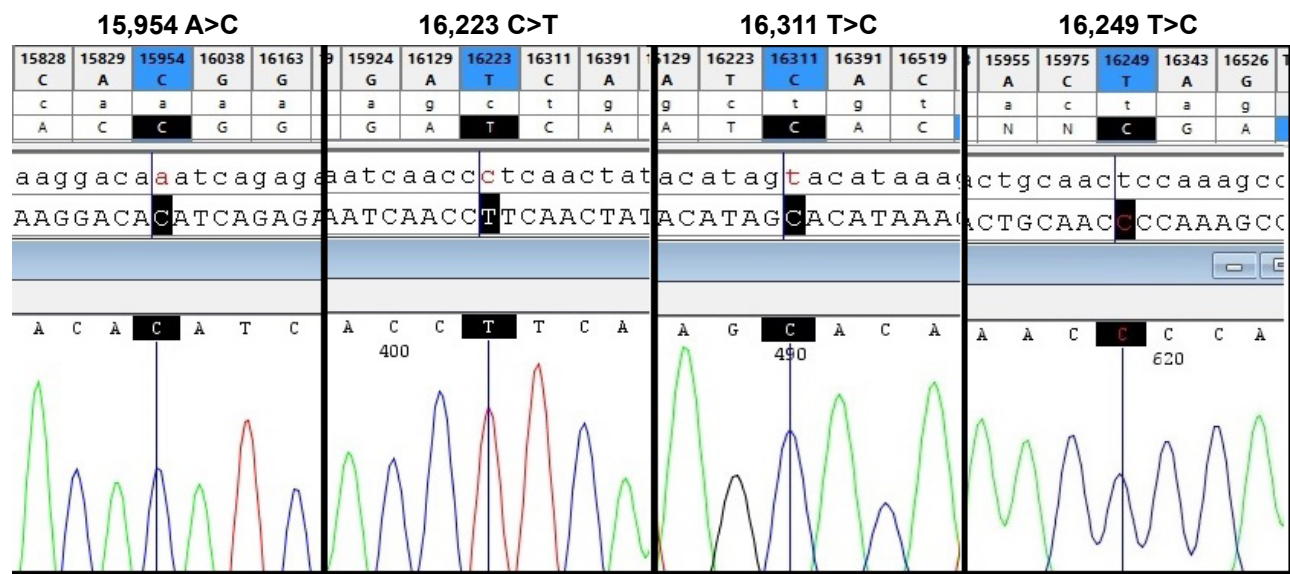 15,954 A>C
15828 15829 15954 16038 16163
C A C G G
c a a a a
A C C G G
aaggacaaatcagaga
AAGGACACATCAGAGA
A C A C A T C
16,223 C>T
9 15924 16129 16223 16311 16391
G A T C A
a g c t g
G A T C A
aatcaaccctcaactat
AATCAACCTTCAACTAT
A C C T T C A
400
16,311 T>C
5129 16223 16311 16391 16519
A T C A C
g c t g t
A T C A C
acatagtacataaa
ACATAGCACATAAA
A G C A C A
490
16,249 T>C
15955 15975 16249 16343 16526
A C T A G
a c t a g
N N C G A
ctgcaactccaaagcc
CTGCAACCCCAAAGCC
A A C C C C A
620